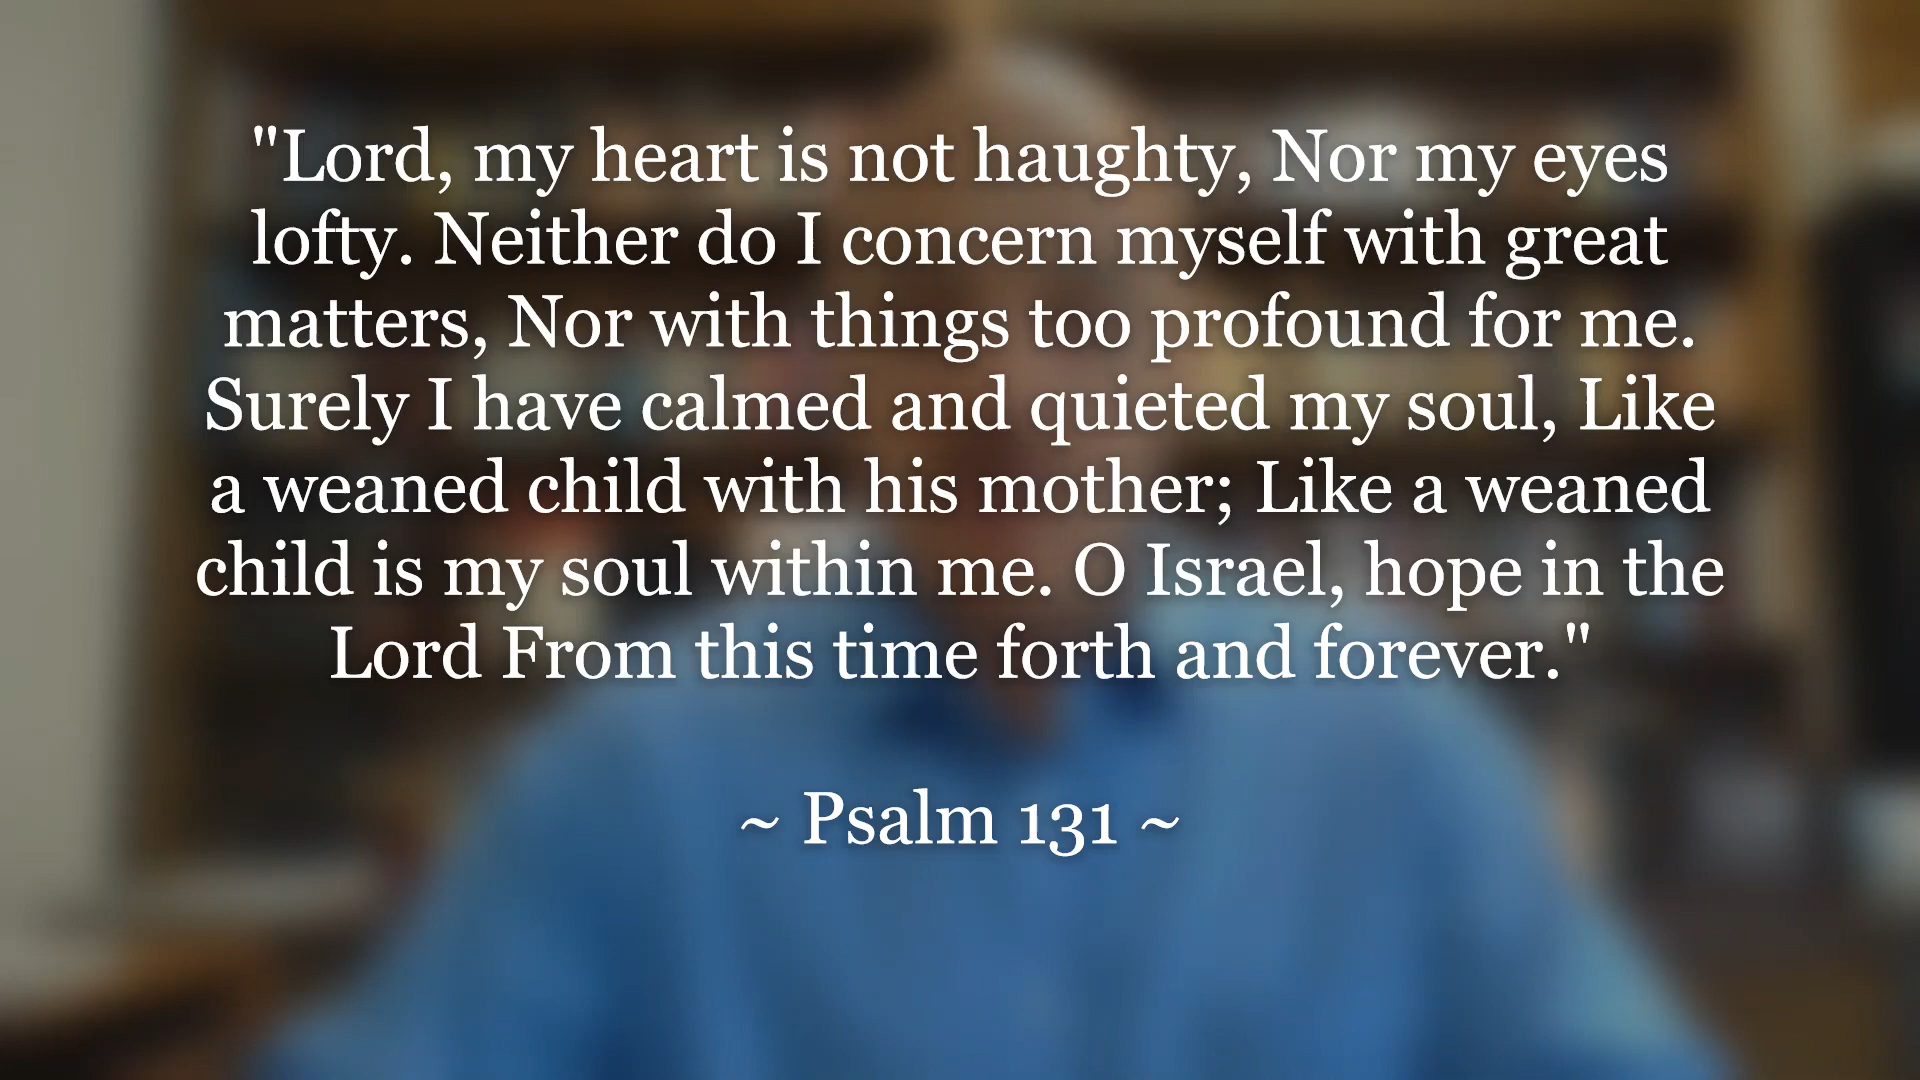 "Lord, my heart is not haughty, Nor my eyes
lofty. Neither do I concern myself with great
matters, Nor with things too profound for me.
Surely I have calmed and quieted my soul, Like
a weaned child with his mother; Like a weaned
child is my soul within me. O Israel, hope in the
Lord From this time forth and forever."
~ Psalm 131 ~